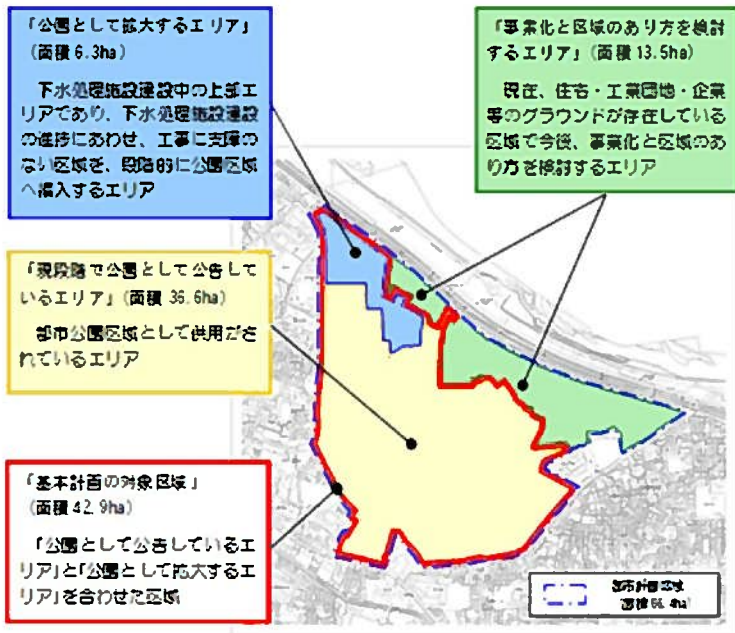 「公園として拡大するエリア」
（面積 6.3ha）
下水処理施設建設中の上部エ
リアであり、下水処理施設建設
の進捗にあわせ、工事に支障の
ない区域を、段階的に公園区域
へ編入するエリア
「事業化と区域のあり方を検討
するエリア」（面積 13.5ha）
現在、住宅・工業団地・企業
等のグラウンドが存在している
区域で今後、事業化と区域のあ
り方を検討するエリア
「現段階で公園として公告して
いるエリア」（面積 36.6ha）
都市公園区域として供用がさ
れているエリア
「基本計画の対象区域」
（面積 42.9ha）
「公園として公告しているエ
リア」と「公園として拡大する
エリア」を合わせた区域
都市計画区域